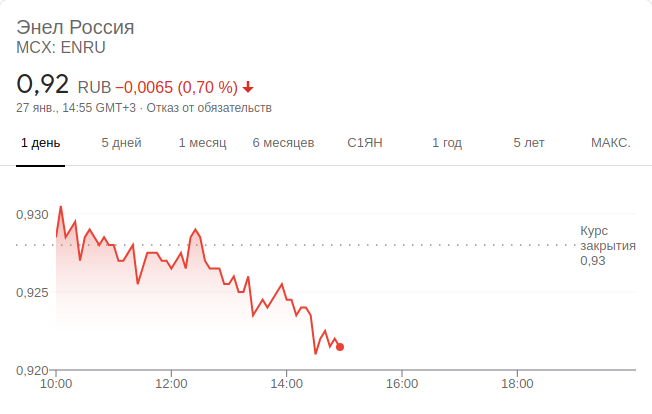 Энел Россия
MCX: ENRU
0,92 RUB −0,0065 (0,70 %)
27 янв., 14:55 GMT+3 · Отказ от обязательств
1 день 5 дней 1 месяц 6 месяцев С1ЯН 1 год 5 лет МАКС.
0,930
Курс
закрытия
0,93
0,925
0,920
10:00 12:00 14:00 16:00 18:00